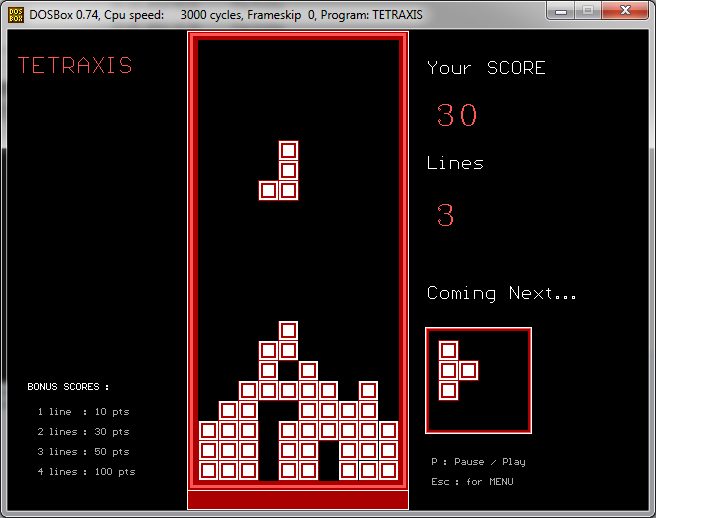 DOS
BOX
DOSBox 0.74, Cpu speed: 3000 cycles, Frameskip 0, Program: TETRAXIS
TETRAXIS
Your SCORE
30
Lines
3
Coming Next...
BONUS SCORES :
1 line : 10 pts
2 lines : 30 pts
3 lines : 50 pts
4 lines : 100 pts
P : Pause / Play
Esc : for MENU